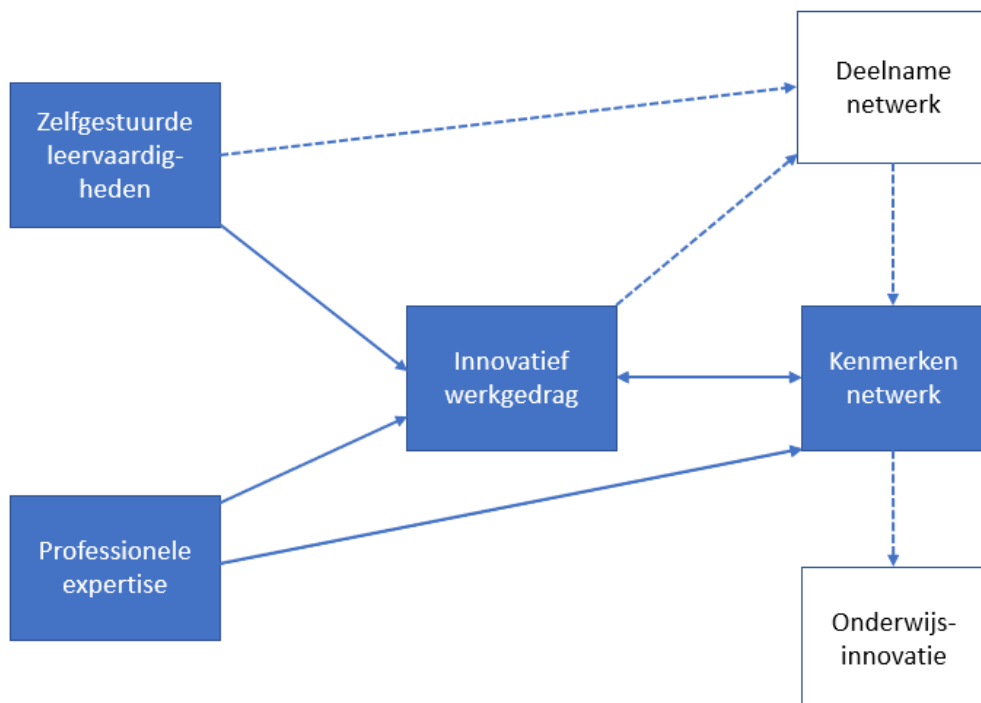 Deelname
netwerk
Zelfgestuurde
leervaardig-
heden
Innovatief
werkgedrag
Kenmerken
netwerk
Professionele
expertise
Onderwijs-
innovatie